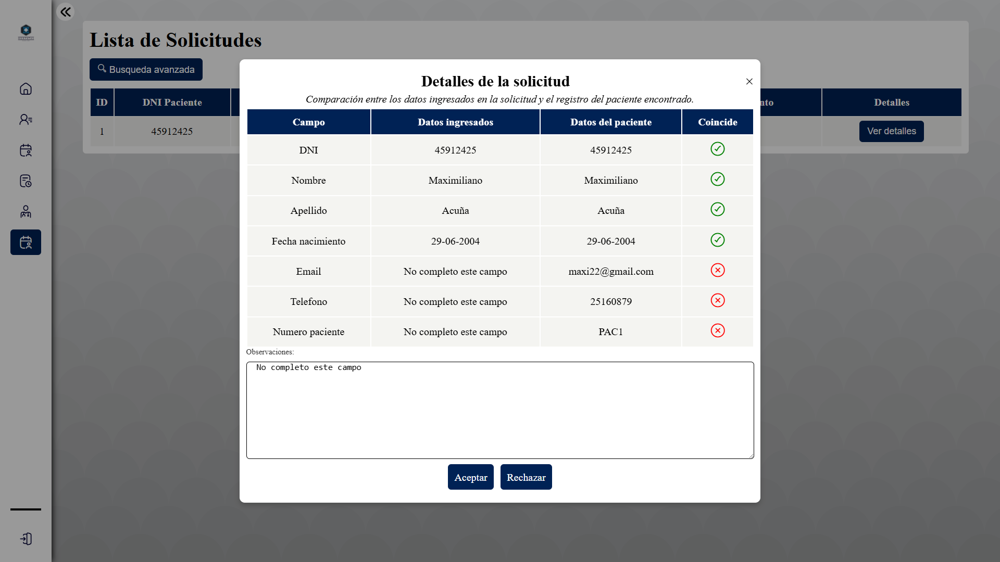 Lista de Solicitudes
Busqueda avanzada
ID DNI Paciente nto Detalles
1 45912425 Ver detalles
Detalles de la solicitud
Comparación entre los datos ingresados en la solicitud y el registro del paciente encontrado.
Campo Datos ingresados Datos del paciente Coincide
DNI 45912425 45912425
Nombre Maximiliano Maximiliano
Apellido Acuña Acuña
Fecha nacimiento 29-06-2004 29-06-2004
Email No completo este campo maxi22@gmail.com
Telefono No completo este campo 25160879
Numero paciente No completo este campo PAC1
Observaciones:
No completo este campo
Aceptar Rechazar